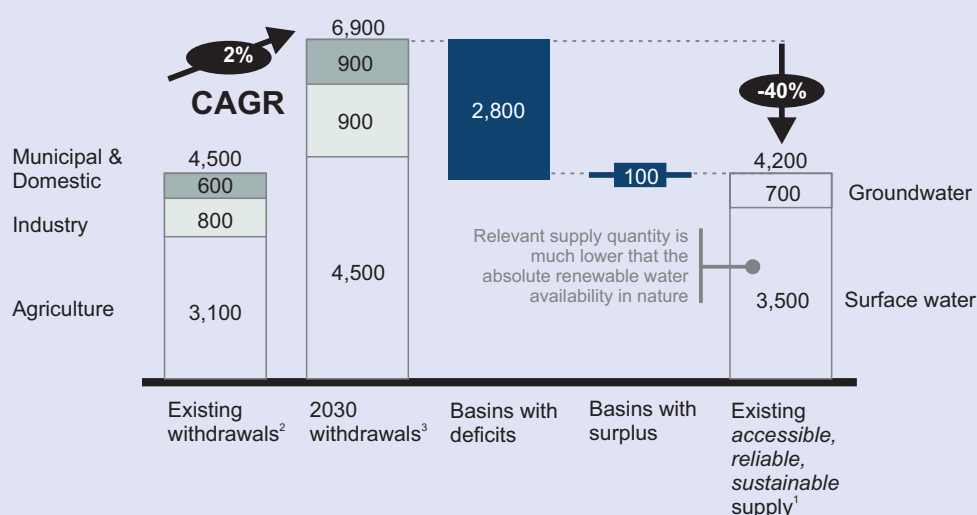 6,900
2%
CAGR
900
900
4,500
2,800
-40%
Municipal &
Domestic
4,500
600
Industry
800
Agriculture
3,100
100
4,200
700
Groundwater
Relevant supply quantity is
much lower that the
absolute renewable water
availability in nature
3,500
Surface water
Existing
withdrawals²
2030
withdrawals³
Basins with
deficits
Basins with
surplus
Existing
accessible,
reliable,
sustainable
supply¹